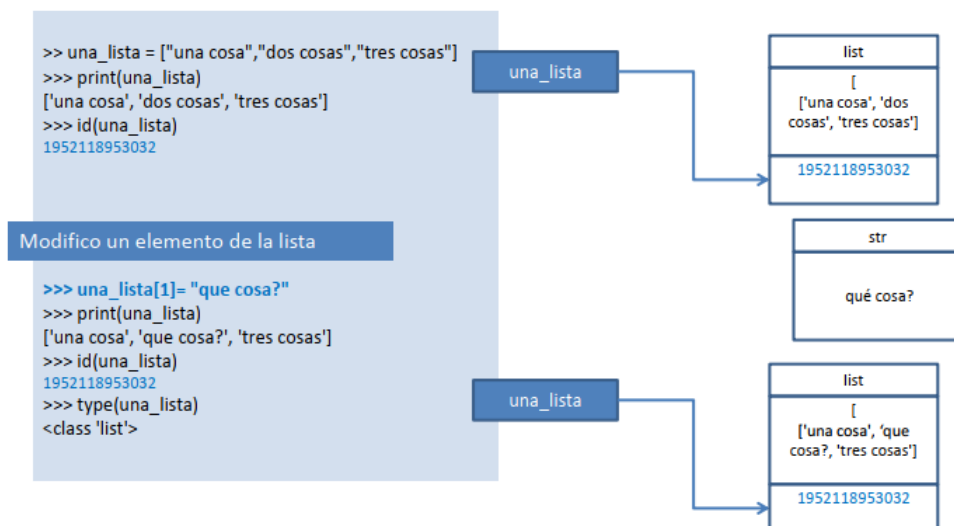 >> una_lista = ["una cosa","dos cosas","tres cosas"]
>>> print(una_lista)
['una cosa', 'dos cosas', 'tres cosas']
>>> id(una_lista)
1952118953032
una_lista
list
[
['una cosa', 'dos
cosas', 'tres cosas']
1952118953032
Modifico un elemento de la lista
str
qué cosa?
>>> una_lista[1]= "que cosa?"
>>> print(una_lista)
['una cosa', 'que cosa?', 'tres cosas']
>>> id(una_lista)
1952118953032
>>> type(una_lista)
<class 'list'>
una_lista
list
[
['una cosa', 'que
cosa?, 'tres cosas']
1952118953032